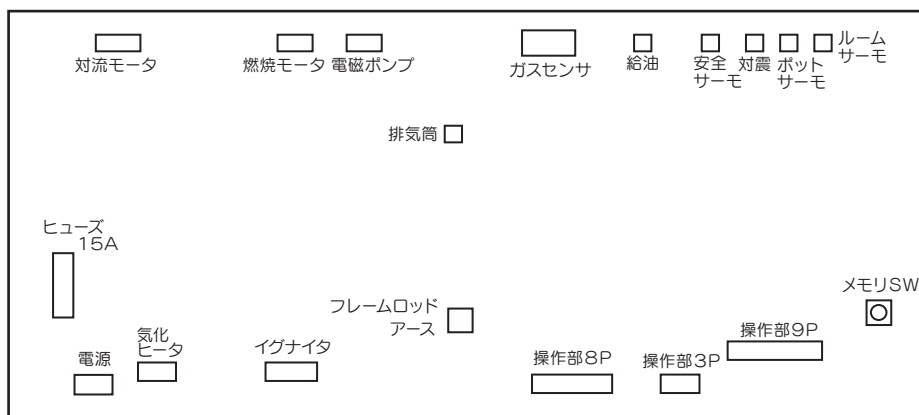 対流モータ
燃焼モータ
電磁ポンプ
ガスセンサ
給油
安全
サーモ
対震
ポット
サーモ
ルーム
サーモ
排気筒
ヒューズ
15A
フレームロッド
アース
メモリSW
電源
気化
ヒータ
イグナイタ
操作部8P
操作部3P
操作部9P